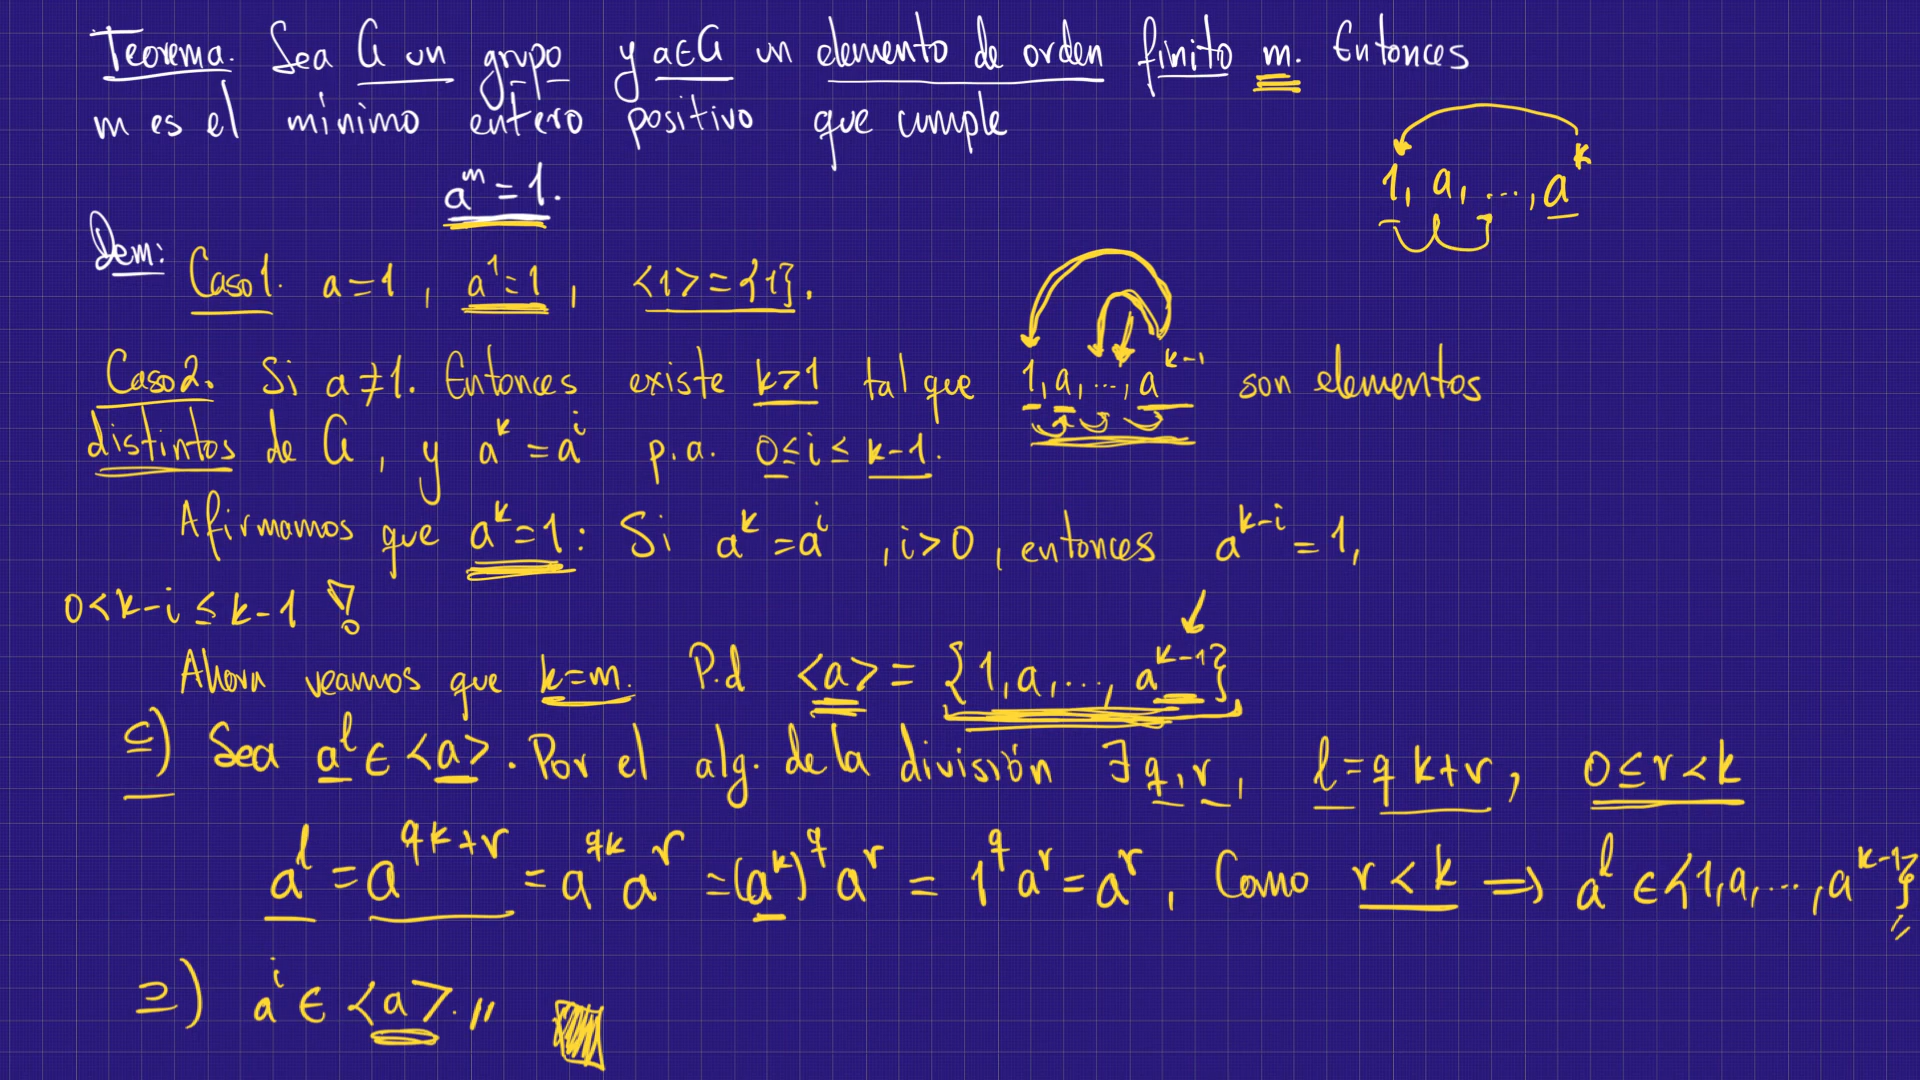 Teorema. Sea G un grupo y a∈G un elemento de orden finito m. Entonces
m es el mínimo entero positivo que cumple
a^m = 1.
1, a, ..., a^k
Dem: Caso 1. a=1, a^1=1, <1>={1}.
Caso 2. Si a≠1. Entonces existe k>1 tal que 1, a, ..., a^{k-1} son elementos
distintos de G, y a^k = a^i p.a. 0≤i≤k-1.
Afirmamos que a^k=1: Si a^k=a^i, i>0, entonces a^{k-i}=1,
0<k-i≤k-1 !
Ahora veamos que k=m. P.d <a> = {1, a, ..., a^{k-1}}
⊆) Sea a^l ∈ <a>. Por el alg. de la división ∃ q, r, l=qk+r, 0≤r<k
a^l = a^{qk+r} = a^{qk} a^r = (a^k)^q a^r = 1^q a^r = a^r, Como r<k ⟹ a^l ∈ {1, a, ..., a^{k-1}}
⊇) a^i ∈ <a>.